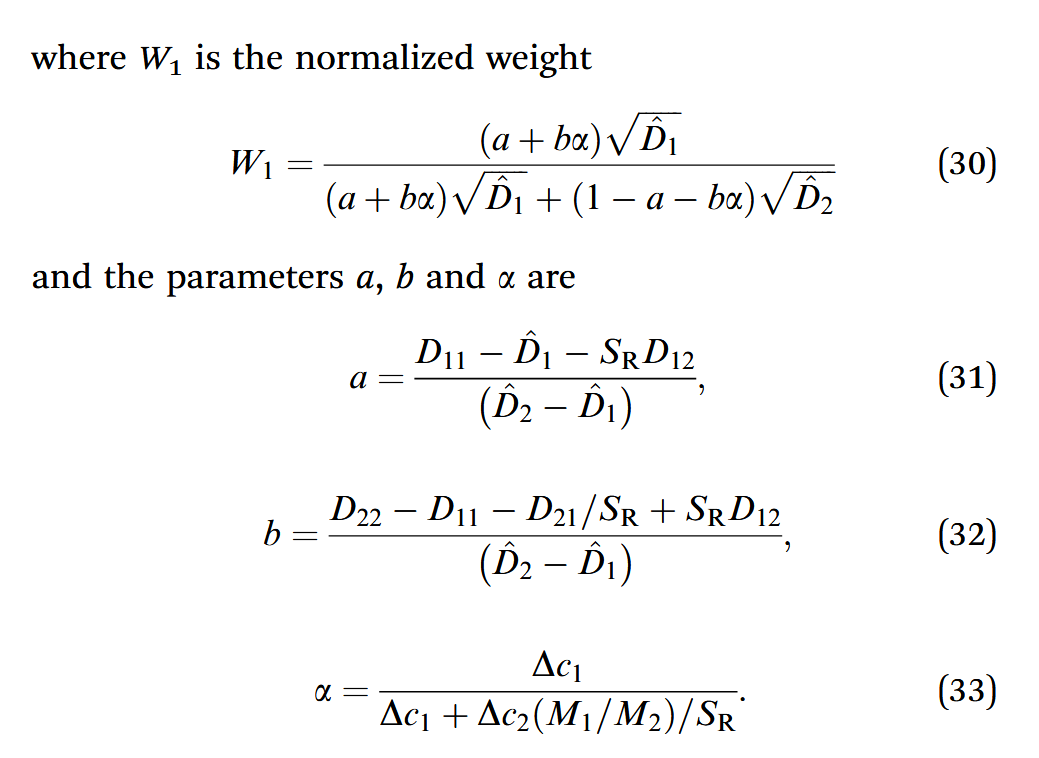 where W₁ is the normalized weight
W₁ = (a + bα)√D̂₁ / ((a + bα)√D̂₁ + (1 − a − bα)√D̂₂) (30)
and the parameters a, b and α are
a = (D₁₁ − D̂₁ − S_R D₁₂) / (D̂₂ − D̂₁), (31)
b = (D₂₂ − D₁₁ − D₂₁/S_R + S_R D₁₂) / (D̂₂ − D̂₁), (32)
α = Δc₁ / (Δc₁ + Δc₂(M₁/M₂)/S_R). (33)